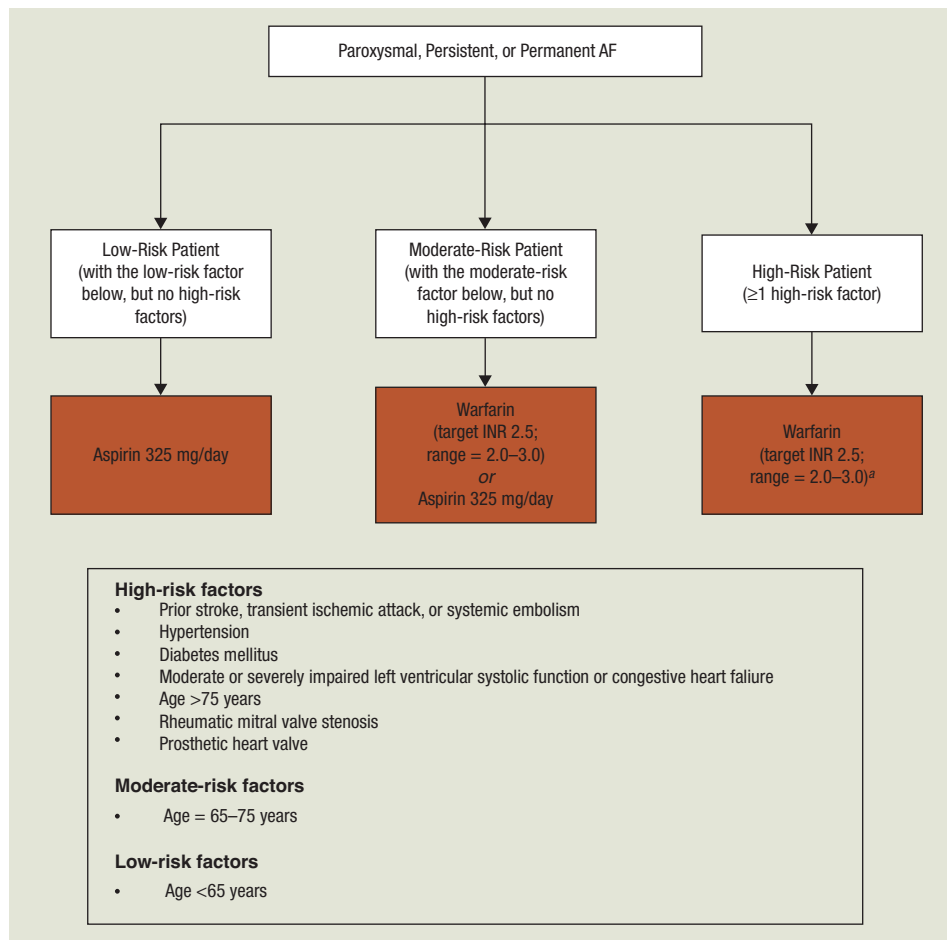 Paroxysmal, Persistent, or Permanent AF
Low-Risk Patient
(with the low-risk factor
below, but no high-risk
factors)
Moderate-Risk Patient
(with the moderate-risk
factor below, but no
high-risk factors)
High-Risk Patient
(≥1 high-risk factor)
Aspirin 325 mg/day
Warfarin
(target INR 2.5;
range = 2.0–3.0)
or
Aspirin 325 mg/day
Warfarin
(target INR 2.5;
range = 2.0–3.0)a
High-risk factors
• Prior stroke, transient ischemic attack, or systemic embolism
• Hypertension
• Diabetes mellitus
• Moderate or severely impaired left ventricular systolic function or congestive heart faliure
• Age >75 years
• Rheumatic mitral valve stenosis
• Prosthetic heart valve
Moderate-risk factors
• Age = 65–75 years
Low-risk factors
• Age <65 years